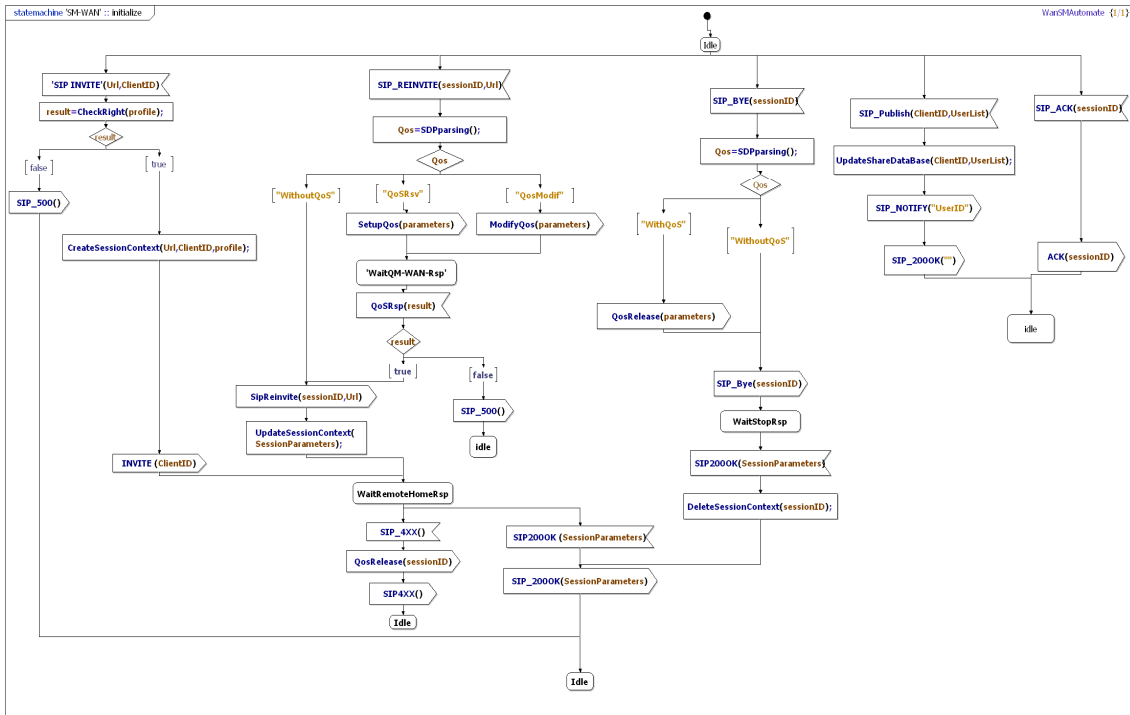 statemachine 'SM-WAN' :: initialize
WanSMAutomate {1/1}
Idle
'SIP INVITE'(Url,ClientID)
result=CheckRight(profile);
result
[false]
[true]
SIP_500()
CreateSessionContext(Url,ClientID,profile);
INVITE (ClientID)
SIP_REINVITE(sessionID,Url)
Qos=SDPparsing();
Qos
["WithoutQoS"]
["QoSRsv"]
["QosModif"]
SetupQos(parameters)
ModifyQos(parameters)
'WaitQM-WAN-Rsp'
QoSRsp(result)
result
[true]
[false]
SipReinvite(sessionID,Url)
SIP_500()
UpdateSessionContext(
SessionParameters);
idle
WaitRemoteHomeRsp
SIP_4XX()
SIP200OK (SessionParameters)
QosRelease(sessionID)
SIP_200OK(SessionParameters)
SIP4XX()
Idle
SIP_BYE(sessionID)
Qos=SDPparsing();
Qos
["WithQoS"]
["WithoutQoS"]
QosRelease(parameters)
SIP_Bye(sessionID)
WaitStopRsp
SIP200OK(SessionParameters)
DeleteSessionContext(sessionID);
SIP_Publish(ClientID,UserList)
UpdateShareDataBase(ClientID,UserList);
SIP_NOTIFY("UserID")
SIP_200OK("")
SIP_ACK(sessionID)
ACK(sessionID)
idle
Idle